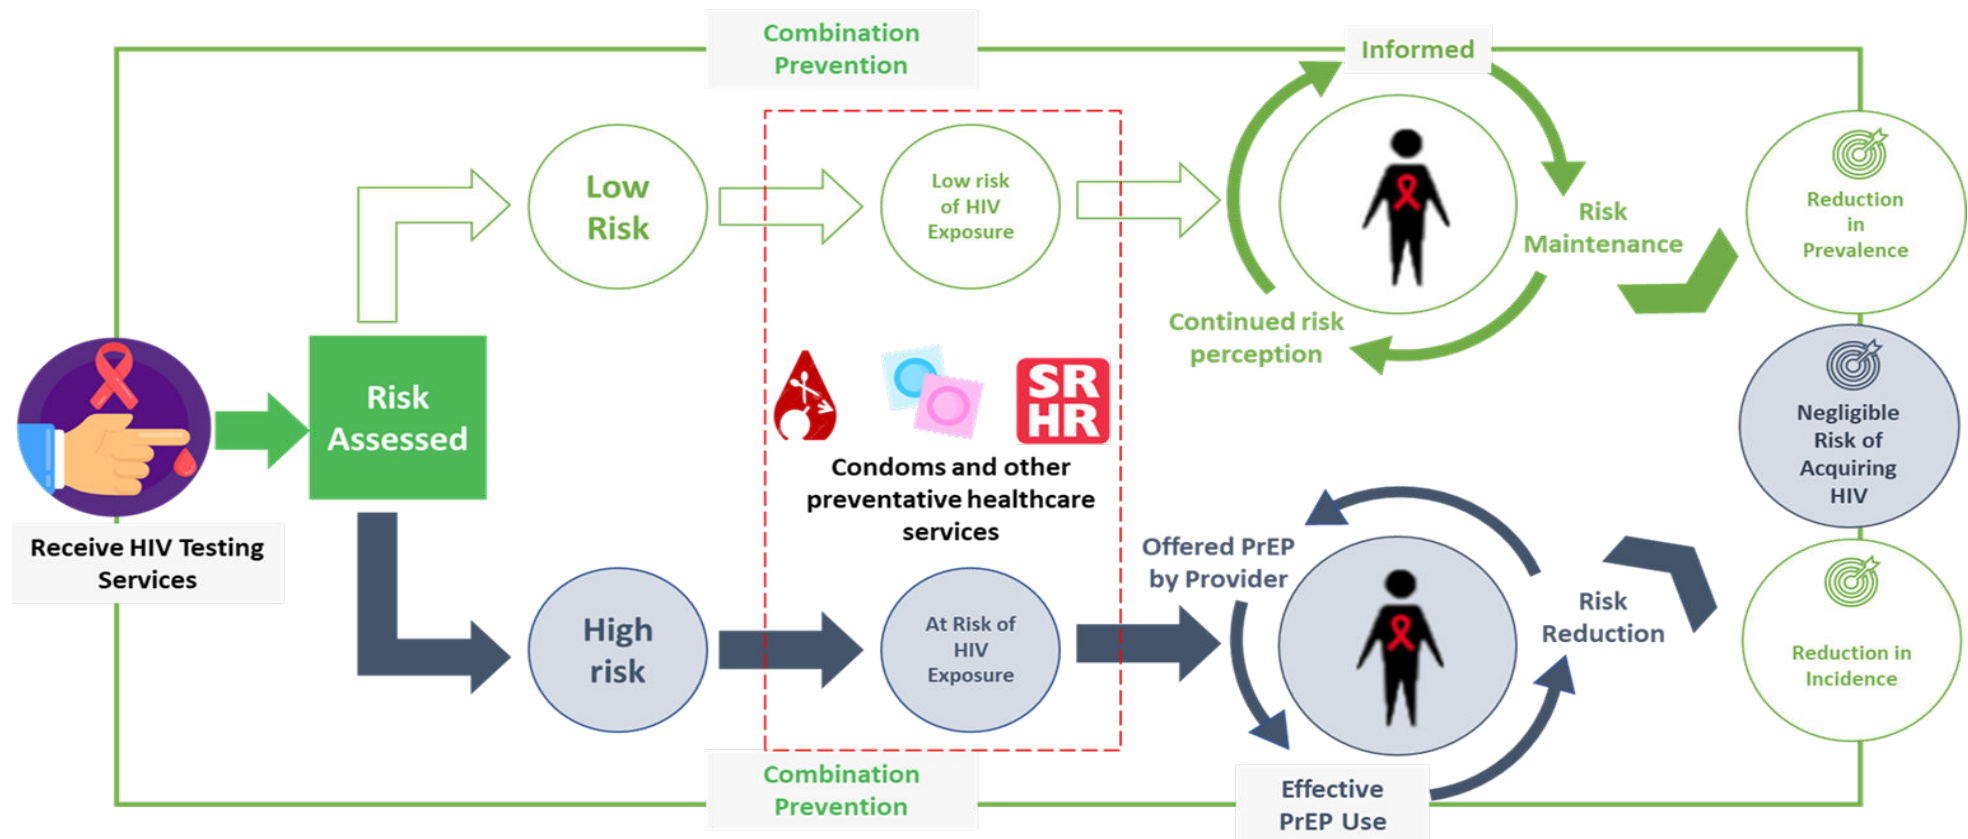 Combination
Prevention
Informed
Low
Risk
Low risk
of HIV
Exposure
Risk
Maintenance
Reduction
in
Prevalence
Continued risk
perception
Risk
Assessed
SR
HR
Condoms and other
preventative healthcare
services
Negligible
Risk of
Acquiring
HIV
Receive HIV Testing
Services
Offered PrEP
by Provider
High
risk
At Risk of
HIV
Exposure
Risk
Reduction
Reduction in
Incidence
Combination
Prevention
Effective
PrEP Use